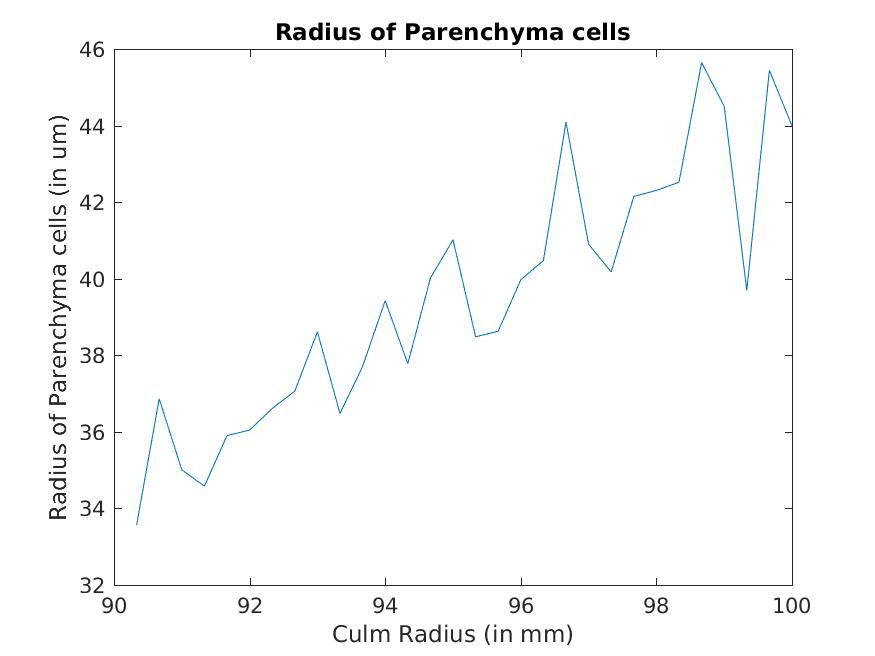 Radius of Parenchyma cells
46
44
42
40
38
36
34
32
Radius of Parenchyma cells (in um)
90 92 94 96 98 100
Culm Radius (in mm)